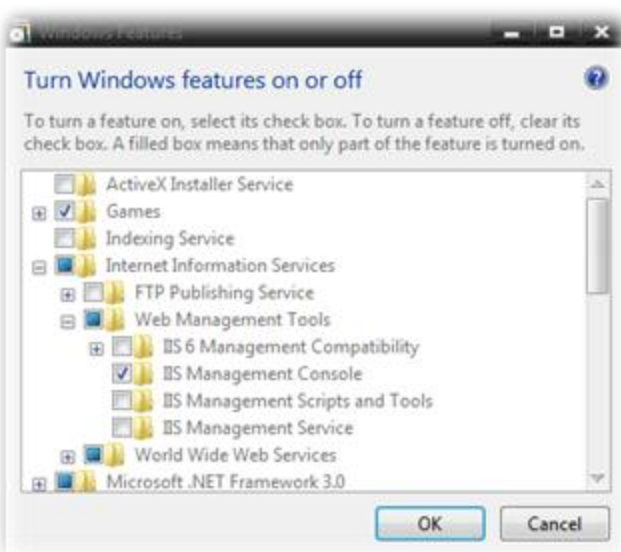 Windows Features
Turn Windows features on or off
To turn a feature on, select its check box. To turn a feature off, clear its
check box. A filled box means that only part of the feature is turned on.
ActiveX Installer Service
Games
Indexing Service
Internet Information Services
FTP Publishing Service
Web Management Tools
IIS 6 Management Compatibility
IIS Management Console
IIS Management Scripts and Tools
IIS Management Service
World Wide Web Services
Microsoft .NET Framework 3.0
OK Cancel